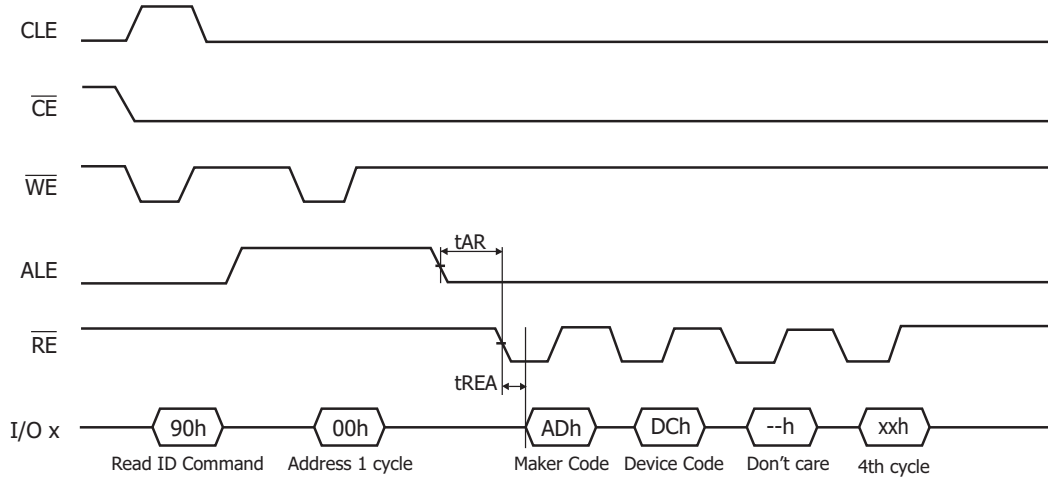 CLE
CE
WE
ALE
tAR
RE
tREA
I/O x
90h
00h
ADh
DCh
--h
xxh
Read ID Command
Address 1 cycle
Maker Code
Device Code
Don't care
4th cycle